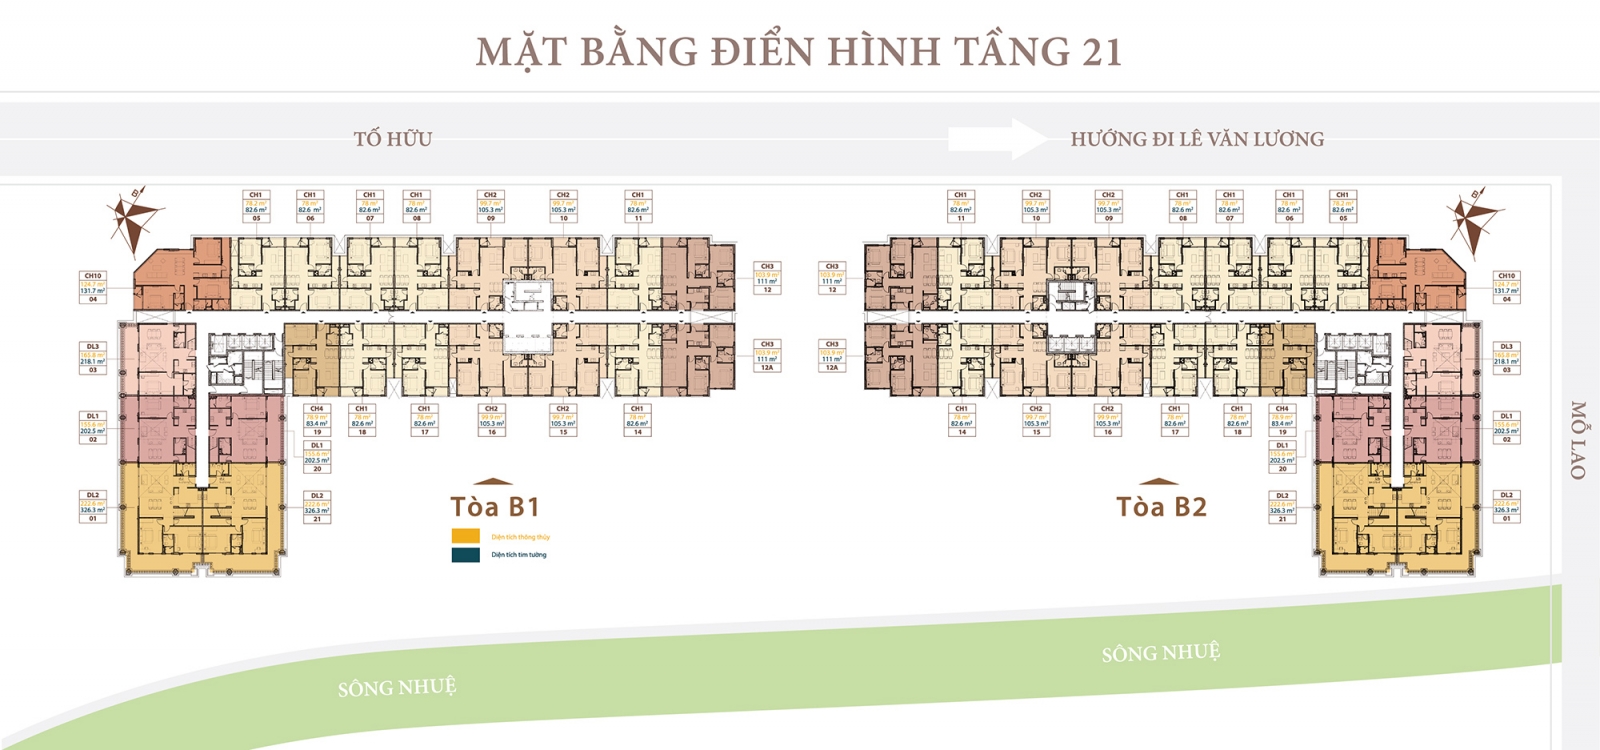 MẶT BẰNG ĐIỂN HÌNH TẦNG 21
TỐ HỮU
HƯỚNG ĐI LÊ VĂN LƯƠNG
CH1
78.2 m²
82.6 m²
05
CH1
78 m²
82.6 m²
06
CH1
78 m²
82.6 m²
07
CH1
78 m²
82.6 m²
08
CH2
99.7 m²
105.3 m²
09
CH2
99.7 m²
105.3 m²
10
CH1
78 m²
82.6 m²
11
CH1
78 m²
82.6 m²
11
CH2
99.7 m²
105.3 m²
10
CH2
99.7 m²
105.3 m²
09
CH1
78 m²
82.6 m²
08
CH1
78 m²
82.6 m²
07
CH1
78 m²
82.6 m²
06
CH1
78.2 m²
82.6 m²
05
B
B
CH10
124.7 m²
131.7 m²
04
CH3
103.9 m²
111 m²
12
CH3
103.9 m²
111 m²
12
CH10
124.7 m²
131.7 m²
04
DL3
165.8 m²
218.1 m²
03
CH3
103.9 m²
111 m²
12A
CH3
103.9 m²
111 m²
12A
DL3
165.8 m²
218.1 m²
03
DL1
155.6 m²
202.5 m²
02
CH4
78.9 m²
83.4 m²
19
CH1
78 m²
82.6 m²
18
CH1
78 m²
82.6 m²
17
CH2
99.9 m²
105.3 m²
16
CH2
99.7 m²
105.3 m²
15
CH1
78 m²
82.6 m²
14
CH1
78 m²
82.6 m²
14
CH2
99.7 m²
105.3 m²
15
CH2
99.9 m²
105.3 m²
16
CH1
78 m²
82.6 m²
17
CH1
78 m²
82.6 m²
18
CH4
78.9 m²
83.4 m²
19
DL1
155.6 m²
202.5 m²
02
DL1
155.6 m²
202.5 m²
20
DL1
155.6 m²
202.5 m²
20
MỖ LAO
DL2
222.6 m²
326.3 m²
01
DL2
222.6 m²
326.3 m²
21
DL2
222.6 m²
326.3 m²
21
DL2
222.6 m²
326.3 m²
01
Tòa B1
Tòa B2
Diện tích thông thủy
Diện tích tim tường
SÔNG NHUỆ
SÔNG NHUỆ